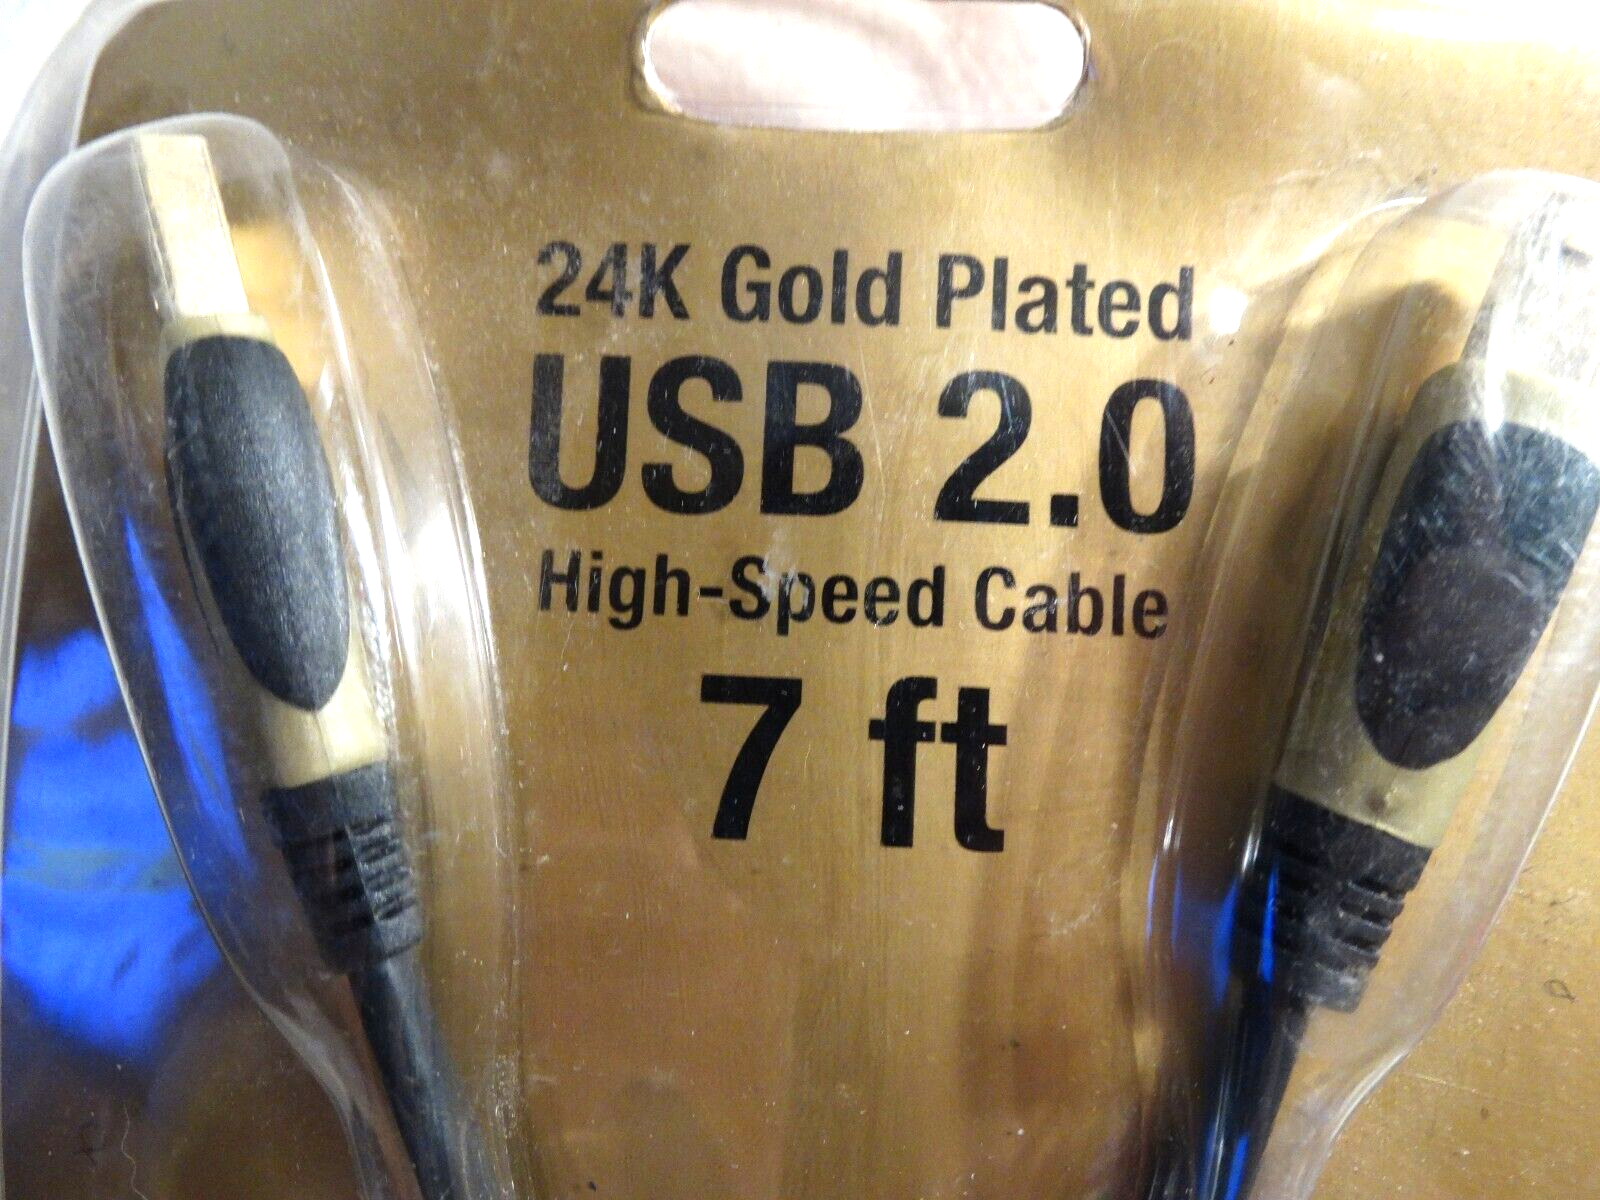 24K Gold Plated
USB 2.0
High-Speed Cable
7 ft